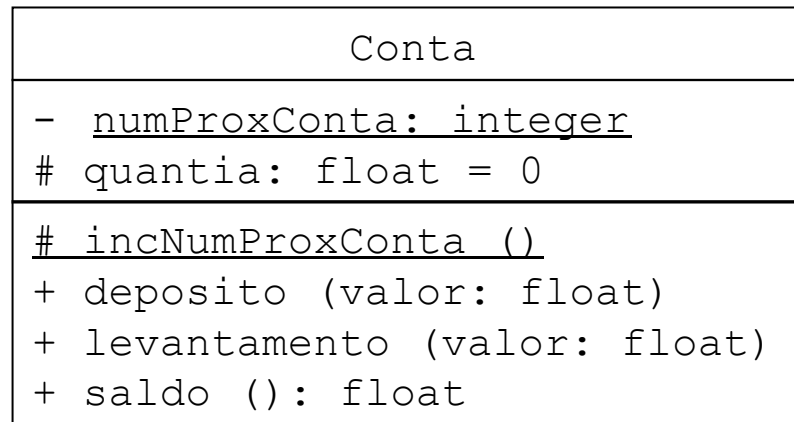 Conta
- numProxConta: integer
# quantia: float = 0
# incNumProxConta ()
+ deposito (valor: float)
+ levantamento (valor: float)
+ saldo (): float